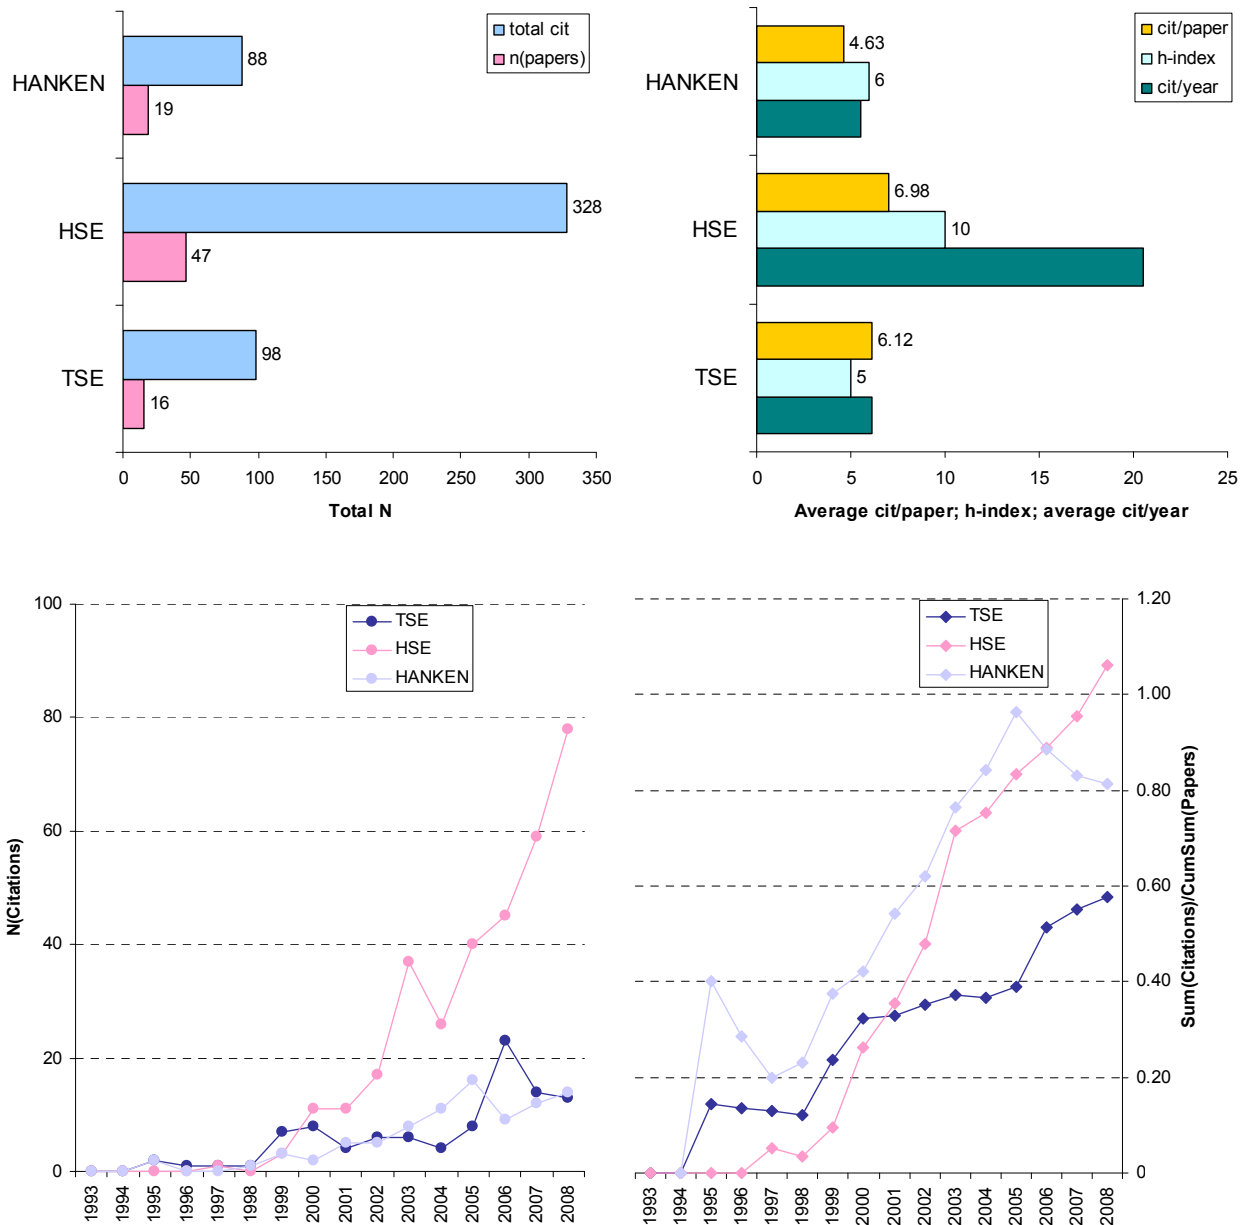 total cit
n(papers)
HANKEN
88
19
HSE
328
47
TSE
98
16
0 50 100 150 200 250 300 350
Total N
cit/paper
h-index
cit/year
HANKEN
4.63
6
HSE
6.98
10
TSE
6.12
5
0 5 10 15 20 25
Average cit/paper; h-index; average cit/year
N(Citations)
100
80
60
40
20
0
TSE
HSE
HANKEN
1993 1994 1995 1996 1997 1998 1999 2000 2001 2002 2003 2004 2005 2006 2007 2008
TSE
HSE
HANKEN
1.20
1.00
0.80
0.60
0.40
0.20
0
Sum(Citations)/CumSum(Papers)
1993 1994 1995 1996 1997 1998 1999 2000 2001 2002 2003 2004 2005 2006 2007 2008